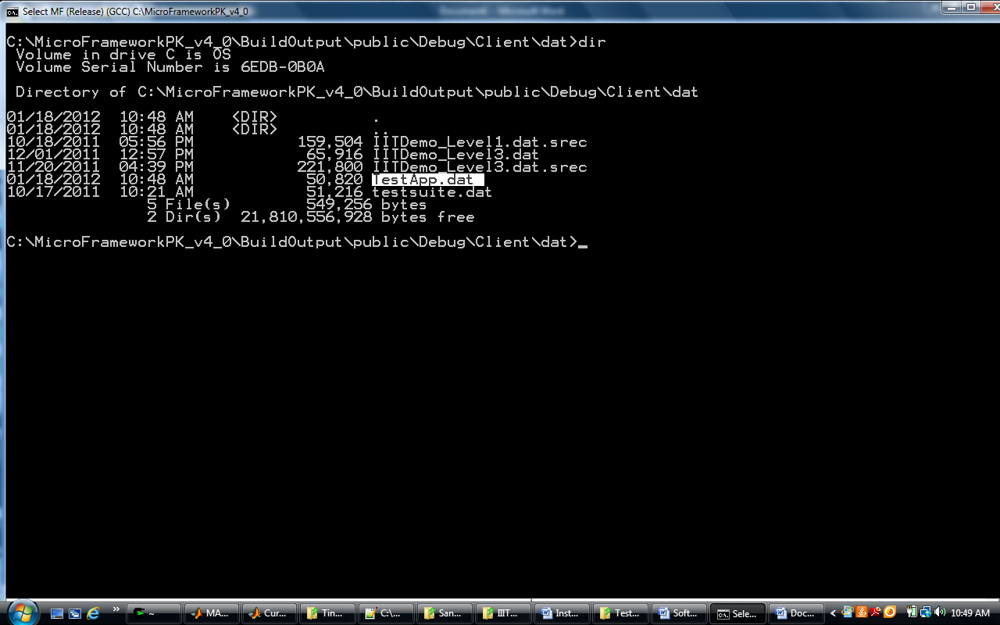 Select MF (Release) (GCC) C:\MicroFrameworkPK_v4_0
Document - Microsoft Word
C:\MicroFrameworkPK_v4_0\BuildOutput\public\Debug\Client\dat>dir
Volume in drive C is OS
Volume Serial Number is 6EDB-0B0A
Directory of C:\MicroFrameworkPK_v4_0\BuildOutput\public\Debug\Client\dat
01/18/2012  10:48 AM    <DIR>          .
01/18/2012  10:48 AM    <DIR>          ..
10/18/2011  05:56 PM           159,504 IITDemo_Level1.dat.srec
12/01/2011  12:57 PM            65,916 IITDemo_Level3.dat
11/20/2011  04:39 PM           221,800 IITDemo_Level3.dat.srec
01/18/2012  10:48 AM            50,820 TestApp.dat
10/17/2011  10:21 AM            51,216 testsuite.dat
5 File(s)        549,256 bytes
2 Dir(s)  21,810,556,928 bytes free
C:\MicroFrameworkPK_v4_0\BuildOutput\public\Debug\Client\dat>_
» ~ MA... Cur... Tin... C:\... San... IIIT... Inst... Test... Soft... Sele... Doc... < 10:49 AM